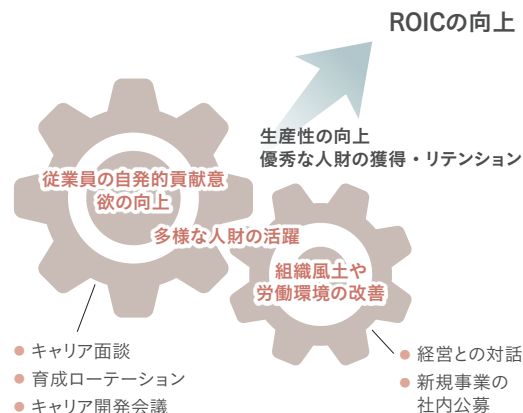 ROICの向上
生産性の向上
優秀な人財の獲得・リテンション
従業員の自発的貢献意
欲の向上
多様な人財の活躍
組織風土や
労働環境の改善
● キャリア面談
● 育成ローテーション
● キャリア開発会議
● 経営との対話
● 新規事業の
社内公募